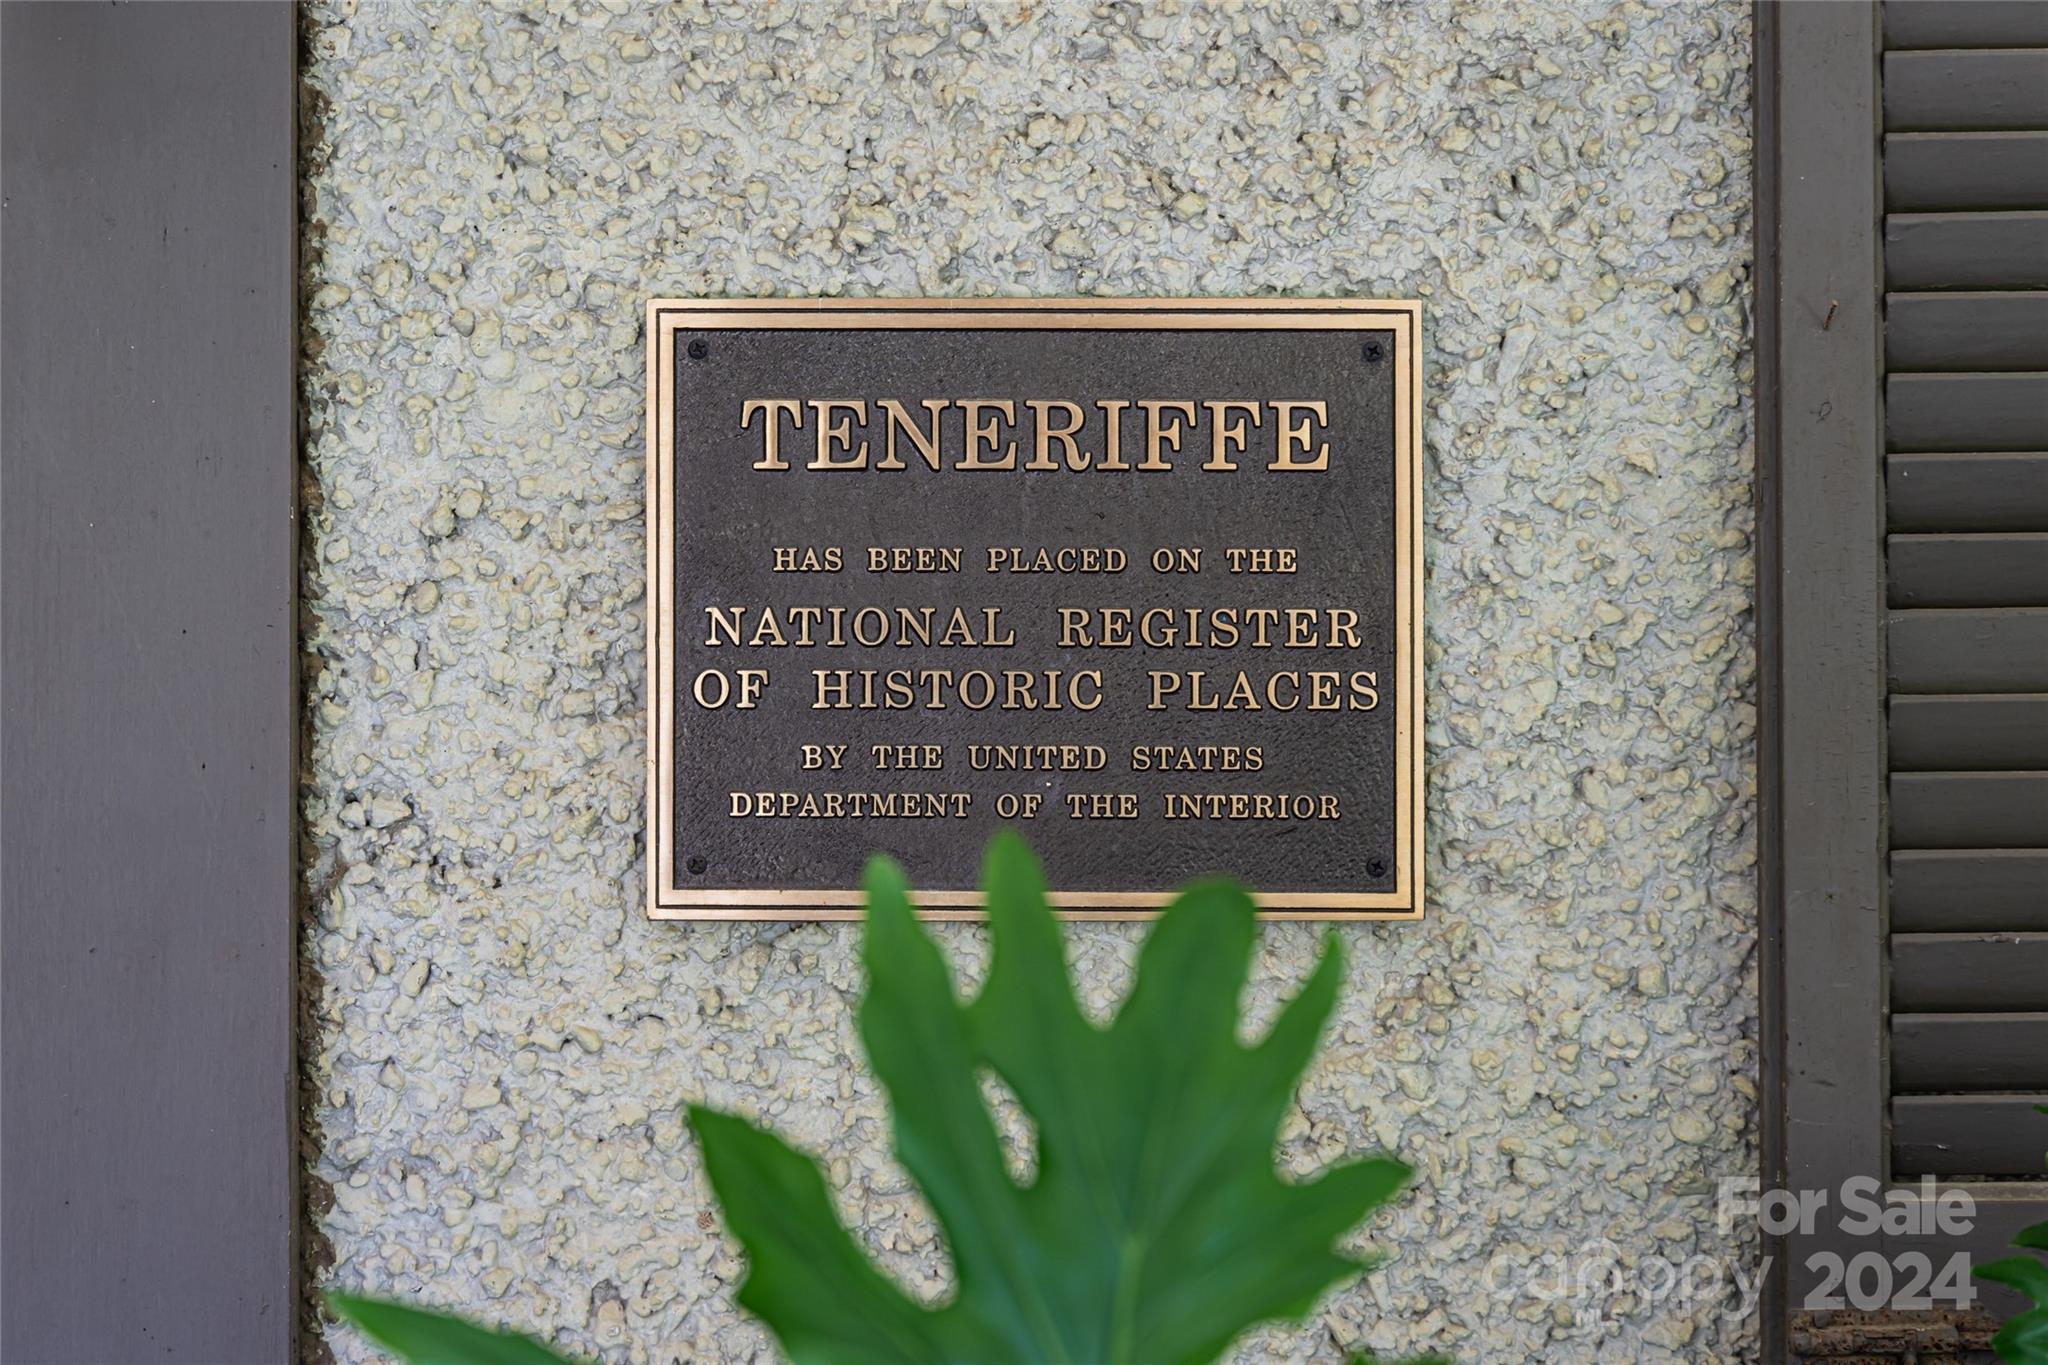 TENERIFFE
HAS BEEN PLACED ON THE
NATIONAL REGISTER
OF HISTORIC PLACES
BY THE UNITED STATES
DEPARTMENT OF THE INTERIOR
For Sale
canopy 2024
MLS